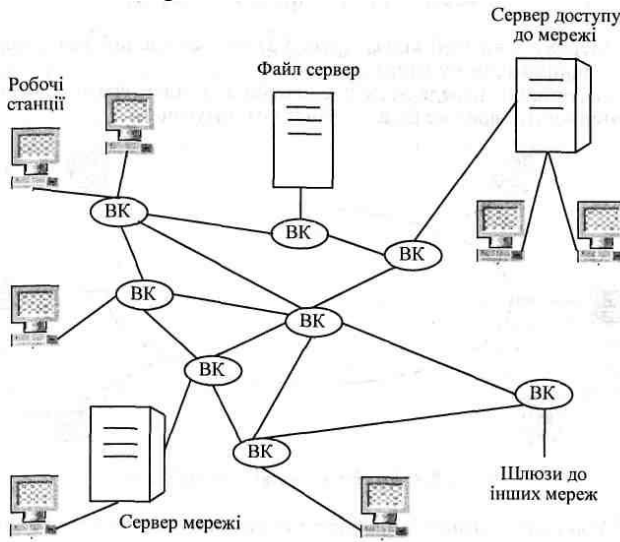 Сервер доступу
до мережі
Файл сервер
Робочі
станції
ВК
ВК
ВК
ВК
ВК
ВК
ВК
ВК
Шлюзи до
інших мереж
Сервер мережі